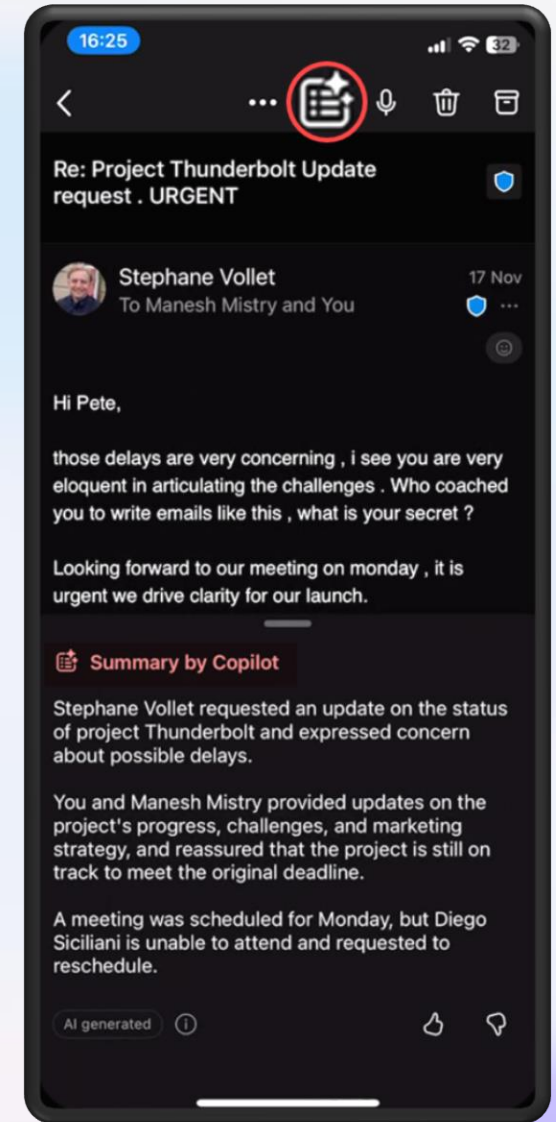 16:25
32
Re: Project Thunderbolt Update
request . URGENT
Stephane Vollet
17 Nov
To Manesh Mistry and You
Hi Pete,
those delays are very concerning , i see you are very
eloquent in articulating the challenges . Who coached
you to write emails like this , what is your secret ?
Looking forward to our meeting on monday , it is
urgent we drive clarity for our launch.
Summary by Copilot
Stephane Vollet requested an update on the status
of project Thunderbolt and expressed concern
about possible delays.
You and Manesh Mistry provided updates on the
project's progress, challenges, and marketing
strategy, and reassured that the project is still on
track to meet the original deadline.
A meeting was scheduled for Monday, but Diego
Siciliani is unable to attend and requested to
reschedule.
AI generated